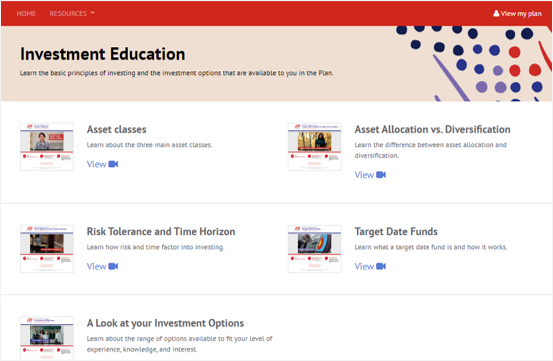 HOME RESOURCES View my plan
Investment Education
Learn the basic principles of investing and the investment options that are available to you in the Plan.
Asset classes
Learn about the three main asset classes.
View
Asset Allocation vs. Diversification
Learn the difference between asset allocation and
diversification.
View
Risk Tolerance and Time Horizon
Learn how risk and time factor into investing.
View
Target Date Funds
Learn what a target date fund is and how it works.
View
A Look at your Investment Options
Learn about the range of options available to fit your level of
experience, knowledge, and interest.